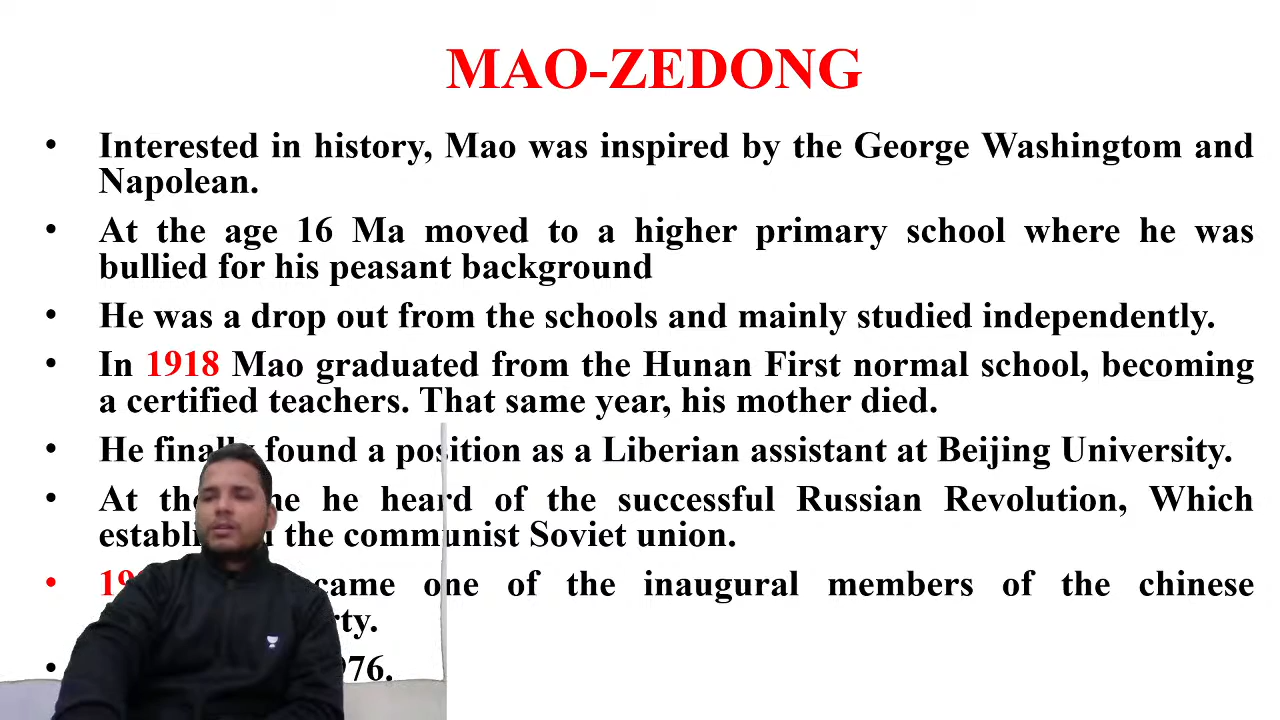 MAO-ZEDONG
• Interested in history, Mao was inspired by the George Washingtom and
Napolean.
• At the age 16 Ma moved to a higher primary school where he was
bullied for his peasant background
• He was a drop out from the schools and mainly studied independently.
• In 1918 Mao graduated from the Hunan First normal school, becoming
a certified teachers. That same year, his mother died.
• He finally found a position as a Liberian assistant at Beijing University.
• At the he heard of the successful Russian Revolution, Which
the communist Soviet union.
• one of the inaugural members of the chinese